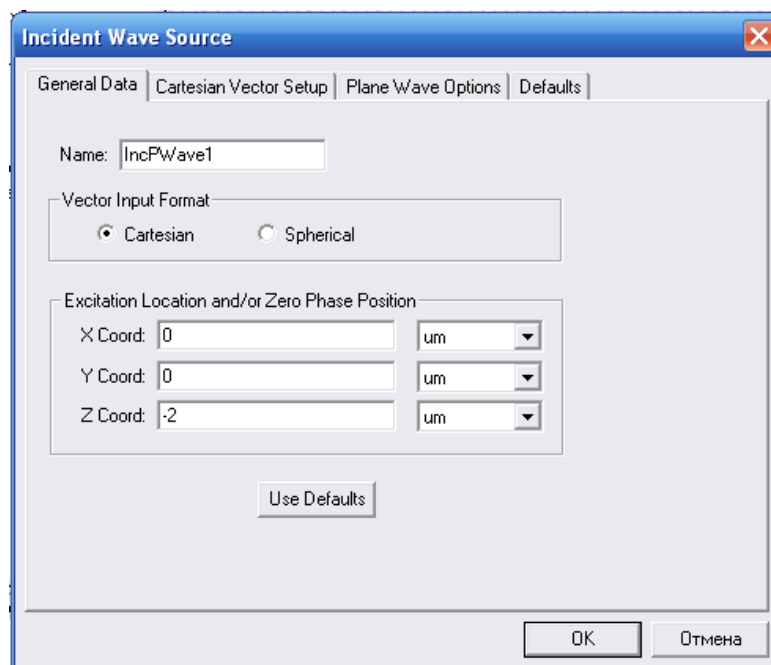 Incident Wave Source
General Data Cartesian Vector Setup Plane Wave Options Defaults
Name: IncPWave1
Vector Input Format
Cartesian Spherical
Excitation Location and/or Zero Phase Position
X Coord: 0 um
Y Coord: 0 um
Z Coord: -2 um
Use Defaults
OK Отмена